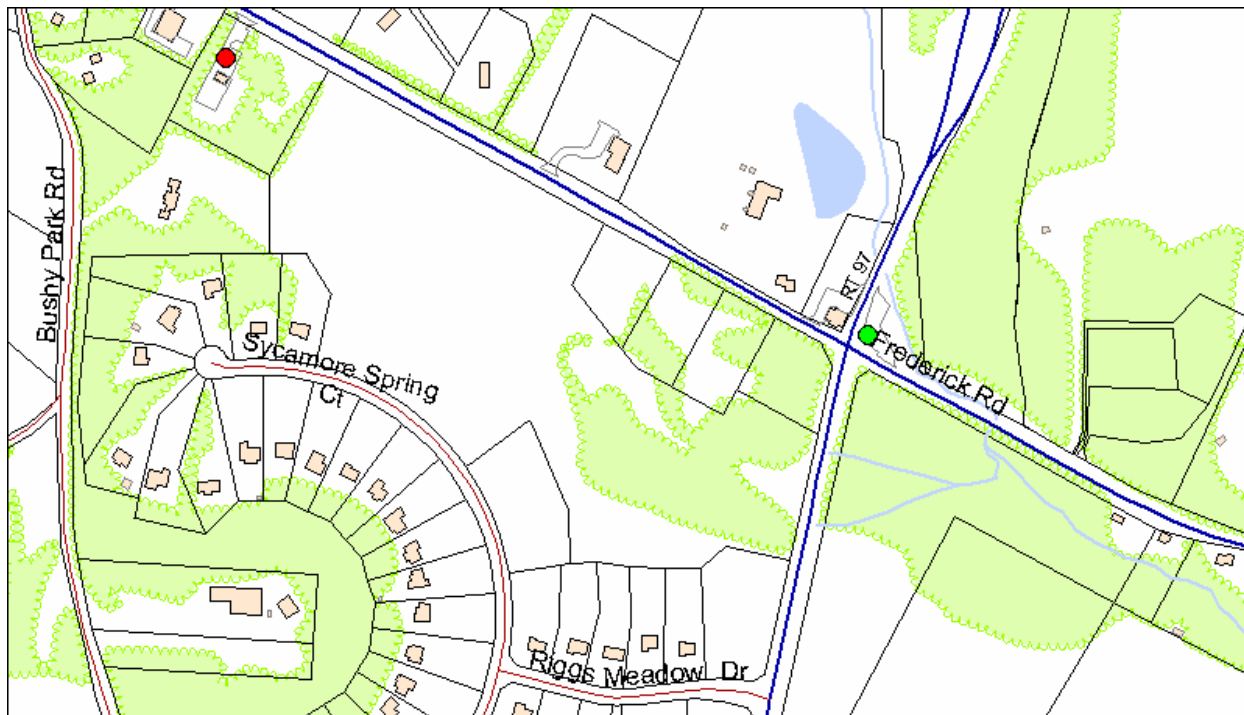 Bushy Park Rd
RT 97
Frederick Rd
Sycamore Spring
Ct
Riggs Meadow Dr